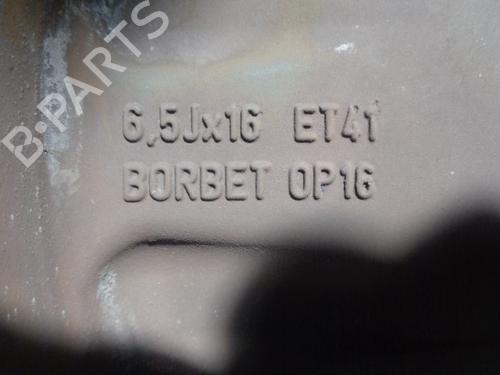 B-PARTS
6,5Jx16 ET41
BORBET OP16